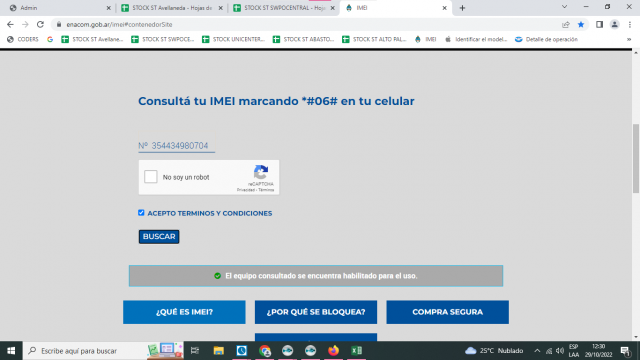 Admin
STOCK ST Avellaneda - Hojas de
STOCK ST SWPOCENTRAL - Hoja
IMEI
enacom.gob.ar/imei#contenedorSite
CODERS
STOCK ST Avellane...
STOCK ST SWPOCE...
STOCK UNICENTER...
STOCK ST ABASTO...
STOCK ST ALTO PAL...
IMEI
Identificar el model...
Detalle de operación
Consultá tu IMEI marcando *#06# en tu celular
Nº 354434980704
No soy un robot
reCAPTCHA
Privacidad - Términos
ACEPTO TERMINOS Y CONDICIONES
BUSCAR
El equipo consultado se encuentra habilitado para el uso.
¿QUÉ ES IMEI?
¿POR QUÉ SE BLOQUEA?
COMPRA SEGURA
Escribe aquí para buscar
25°C Nublado
ESP
LAA
12:30
29/10/2022